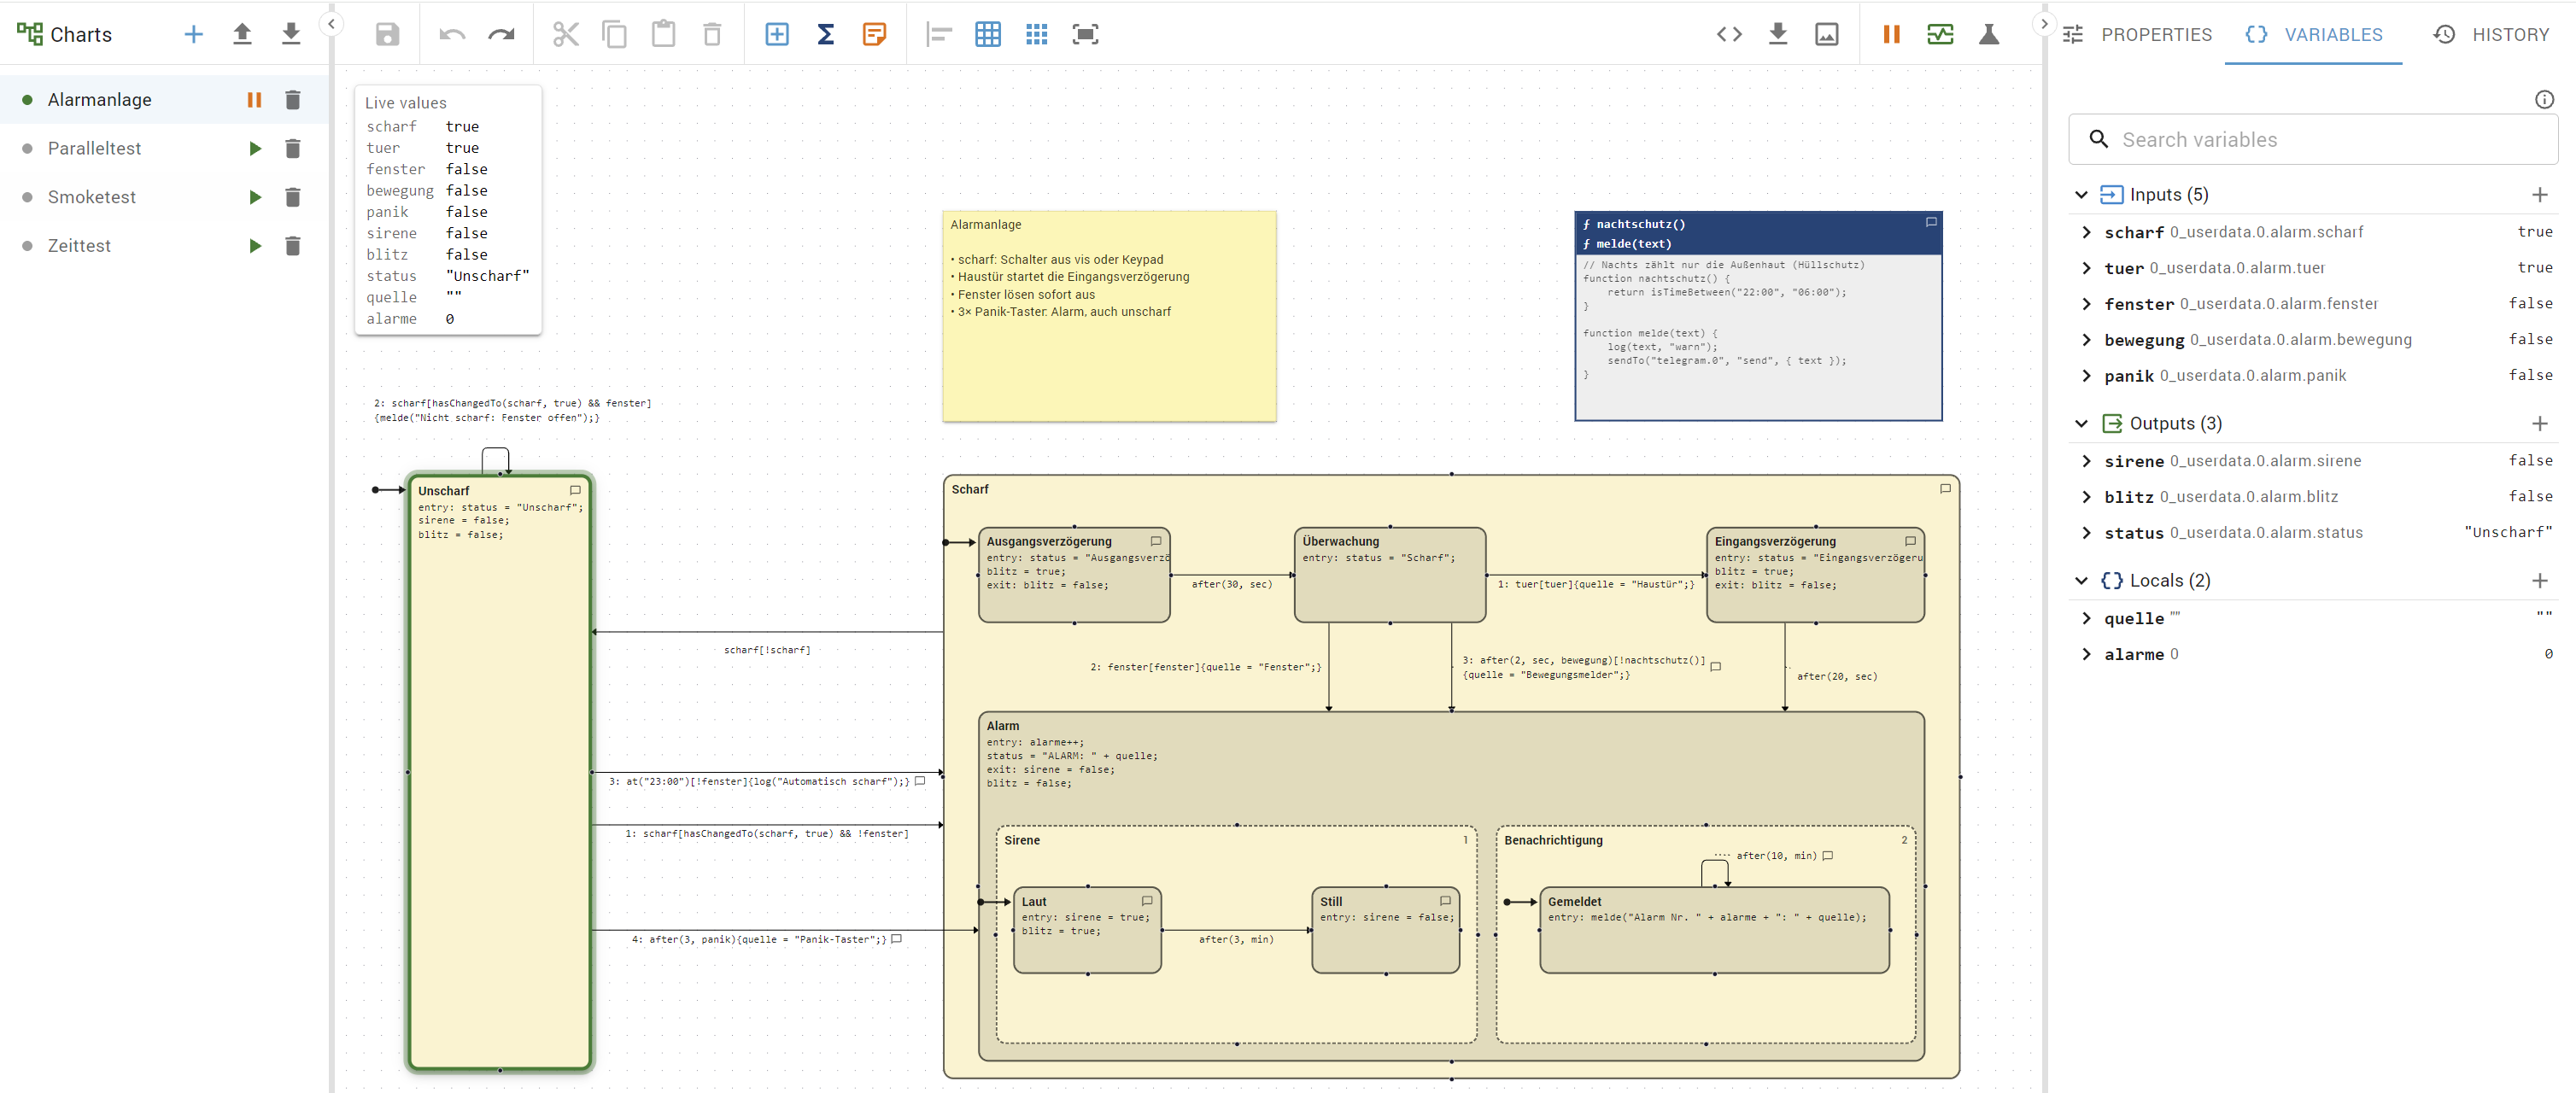 Charts
PROPERTIES
VARIABLES
HISTORY
Alarmanlage
Paralleltest
Smoketest
Zeittest
Live values
scharf true
tuer true
fenster false
bewegung false
panik false
sirene false
blitz false
status "Unscharf"
quelle ""
alarme 0
Alarmanlage
• scharf: Schalter aus vis oder Keypad
• Haustür startet die Eingangsverzögerung
• Fenster lösen sofort aus
• 3× Panik-Taster: Alarm, auch unscharf
ƒ nachtschutz()
ƒ melde(text)
// Nachts zählt nur die Außenhaut (Hüllschutz)
function nachtschutz() {
return isTimeBetween("22:00", "06:00");
}
function melde(text) {
log(text, "warn");
sendTo("telegram.0", "send", { text });
}
2: scharf[hasChangedTo(scharf, true) && fenster]
{melde("Nicht scharf: Fenster offen");}
Unscharf
entry: status = "Unscharf";
sirene = false;
blitz = false;
scharf[!scharf]
3: at("23:00")[!fenster]{log("Automatisch scharf");}
1: scharf[hasChangedTo(scharf, true) && !fenster]
4: after(3, panik){quelle = "Panik-Taster";}
Scharf
Ausgangsverzögerung
entry: status = "Ausgangsverzö
blitz = true;
exit: blitz = false;
after(30, sec)
Überwachung
entry: status = "Scharf";
1: tuer[tuer]{quelle = "Haustür";}
Eingangsverzögerung
entry: status = "Eingangsverzögeru
blitz = true;
exit: blitz = false;
2: fenster[fenster]{quelle = "Fenster";}
3: after(2, sec, bewegung)[!nachtschutz()]
{quelle = "Bewegungsmelder";}
after(20, sec)
Alarm
entry: alarme++;
status = "ALARM: " + quelle;
exit: sirene = false;
blitz = false;
Sirene 1
Laut
entry: sirene = true;
blitz = true;
after(3, min)
Still
entry: sirene = false;
Benachrichtigung 2
after(10, min)
Gemeldet
entry: melde("Alarm Nr. " + alarme + ": " + quelle);
Search variables
Inputs (5)
scharf 0_userdata.0.alarm.scharf true
tuer 0_userdata.0.alarm.tuer true
fenster 0_userdata.0.alarm.fenster false
bewegung 0_userdata.0.alarm.bewegung false
panik 0_userdata.0.alarm.panik false
Outputs (3)
sirene 0_userdata.0.alarm.sirene false
blitz 0_userdata.0.alarm.blitz false
status 0_userdata.0.alarm.status "Unscharf"
Locals (2)
quelle "" ""
alarme 0 0